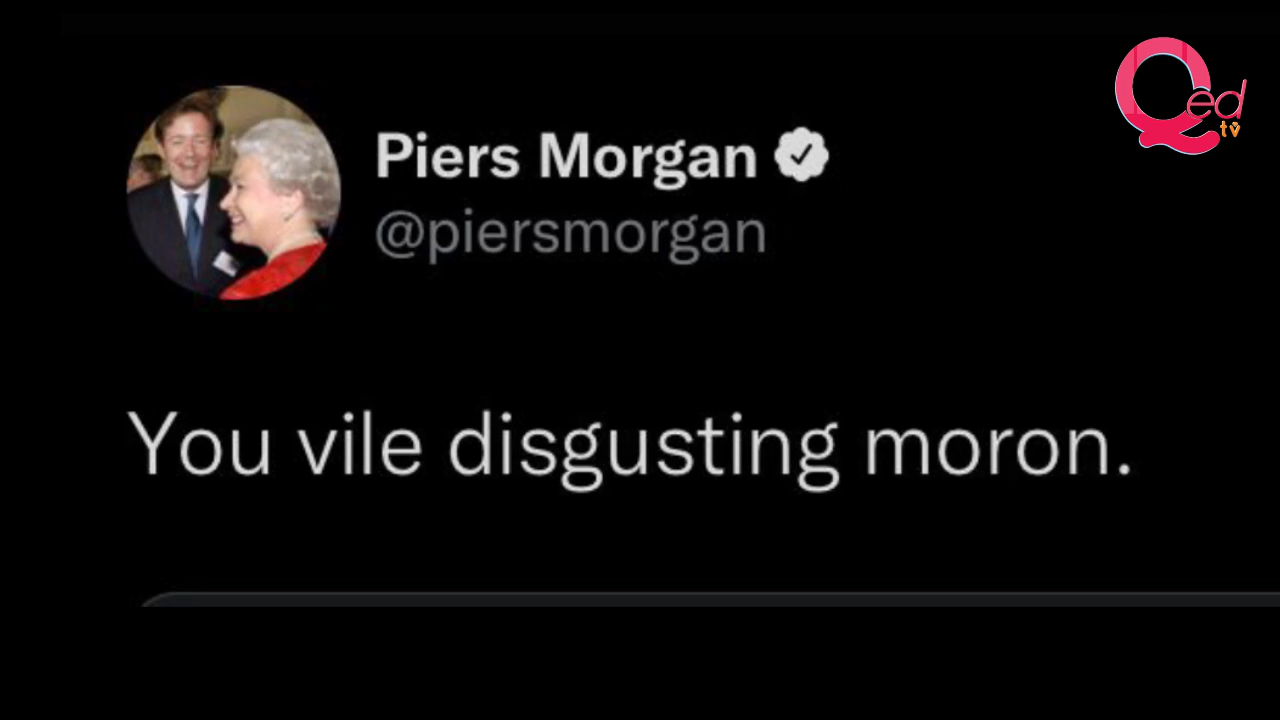 Qed
tv
Piers Morgan
@piersmorgan
You vile disgusting moron.